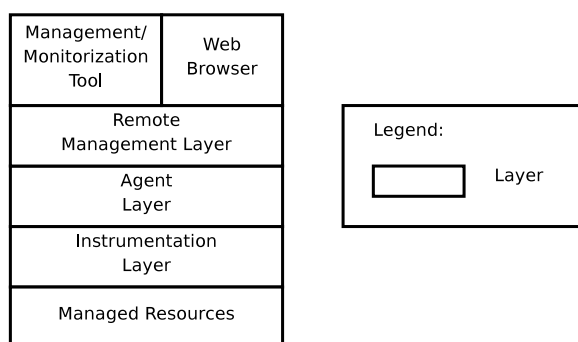 Management/
Monitorization
Tool
Web
Browser
Remote
Management Layer
Agent
Layer
Instrumentation
Layer
Managed Resources
Legend:
Layer